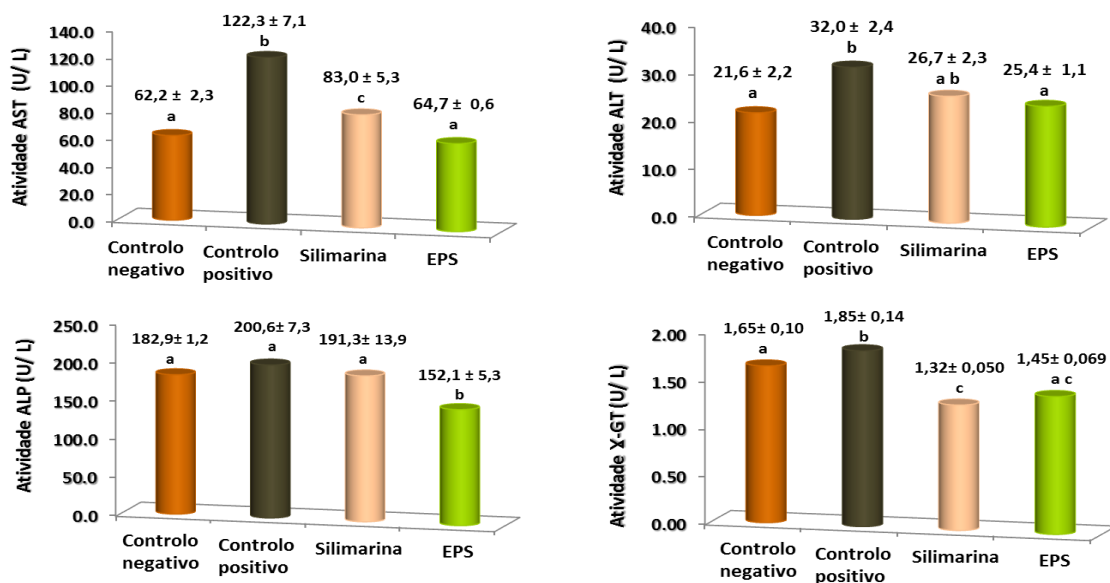 Atividade AST (U/ L)
140.0
120.0
100.0
80.0
60.0
40.0
20.0
0.0
62,2 ± 2,3
a
122,3 ± 7,1
b
83,0 ± 5,3
c
64,7 ± 0,6
a
Controlo
negativo
Controlo
positivo
Silimarina
EPS
Atividade ALT (U/ L)
40.0
30.0
20.0
10.0
0.0
21,6 ± 2,2
a
32,0 ± 2,4
b
26,7 ± 2,3
a b
25,4 ± 1,1
a
Controlo
negativo
Controlo
positivo
Silimarina
EPS
Atividade ALP (U/ L)
250.0
200.0
150.0
100.0
50.0
0.0
182,9 ± 1,2
a
200,6± 7,3
a
191,3± 13,9
a
152,1 ± 5,3
b
Controlo
negativo
Controlo
positivo
Silimarina
EPS
Atividade Ɣ-GT (U/ L)
2.00
1.50
1.00
0.50
0.00
1,65± 0,10
a
1,85± 0,14
b
1,32± 0,050
c
1,45± 0,069
a c
Controlo
negativo
Controlo
positivo
Silimarina
EPS